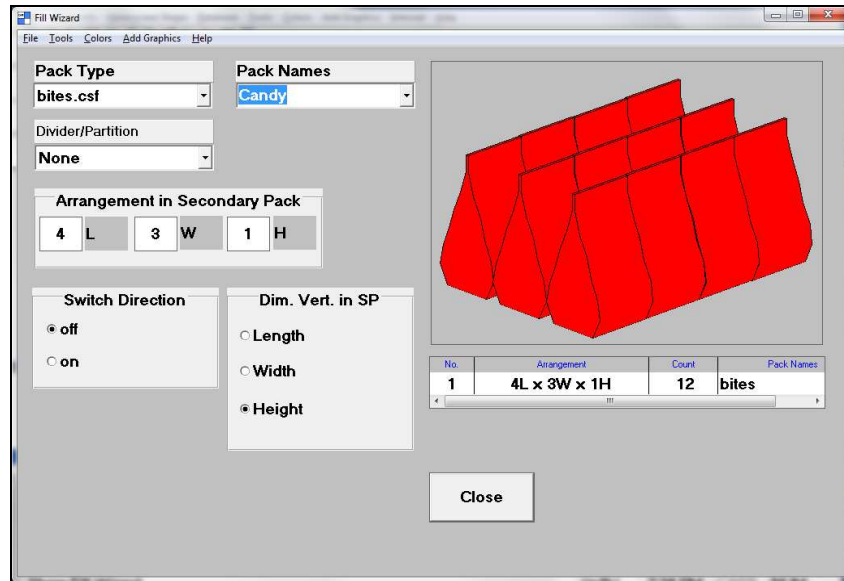 Fill Wizard
File Tools Colors Add Graphics Help
Pack Type
bites.csf
Pack Names
Candy
Divider/Partition
None
Arrangement in Secondary Pack
4 L 3 W 1 H
Switch Direction
off
on
Dim. Vert. in SP
Length
Width
Height
No. Arrangement Count Pack Names
1 4L x 3W x 1H 12 bites
Close